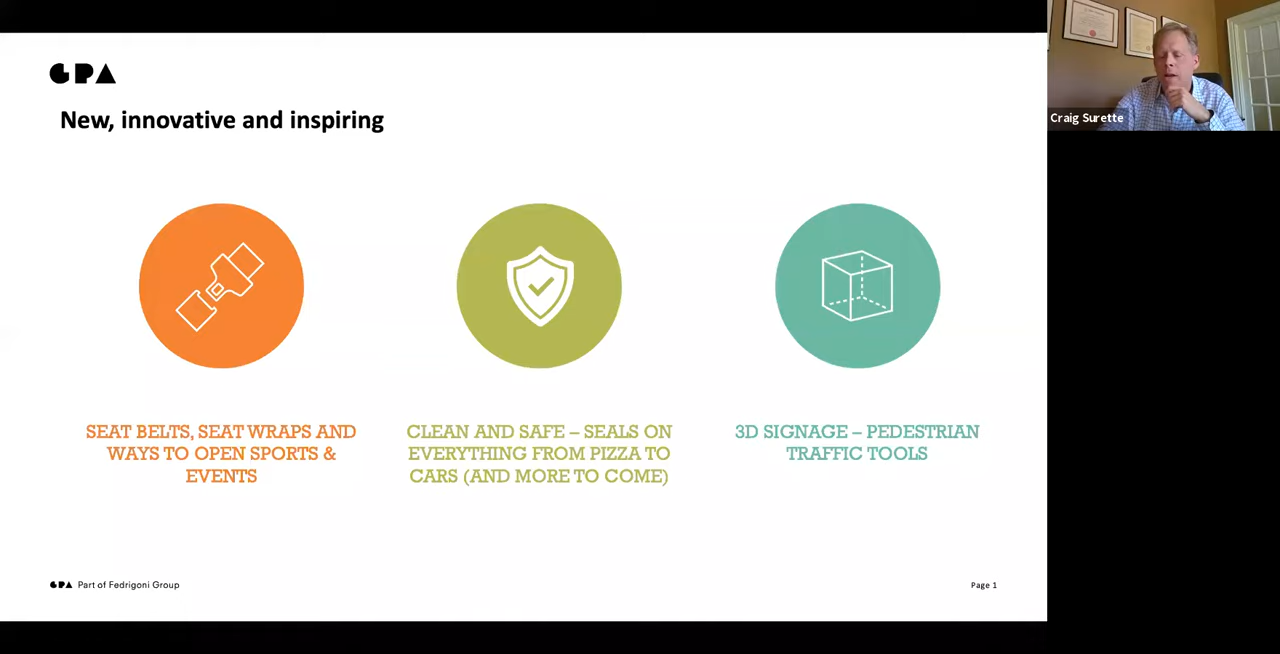 GPA
New, innovative and inspiring
SEAT BELTS, SEAT WRAPS AND
WAYS TO OPEN SPORTS &
EVENTS
CLEAN AND SAFE – SEALS ON
EVERYTHING FROM PIZZA TO
CARS (AND MORE TO COME)
3D SIGNAGE – PEDESTRIAN
TRAFFIC TOOLS
GPA Part of Fedrigoni Group
Page 1
Craig Surette